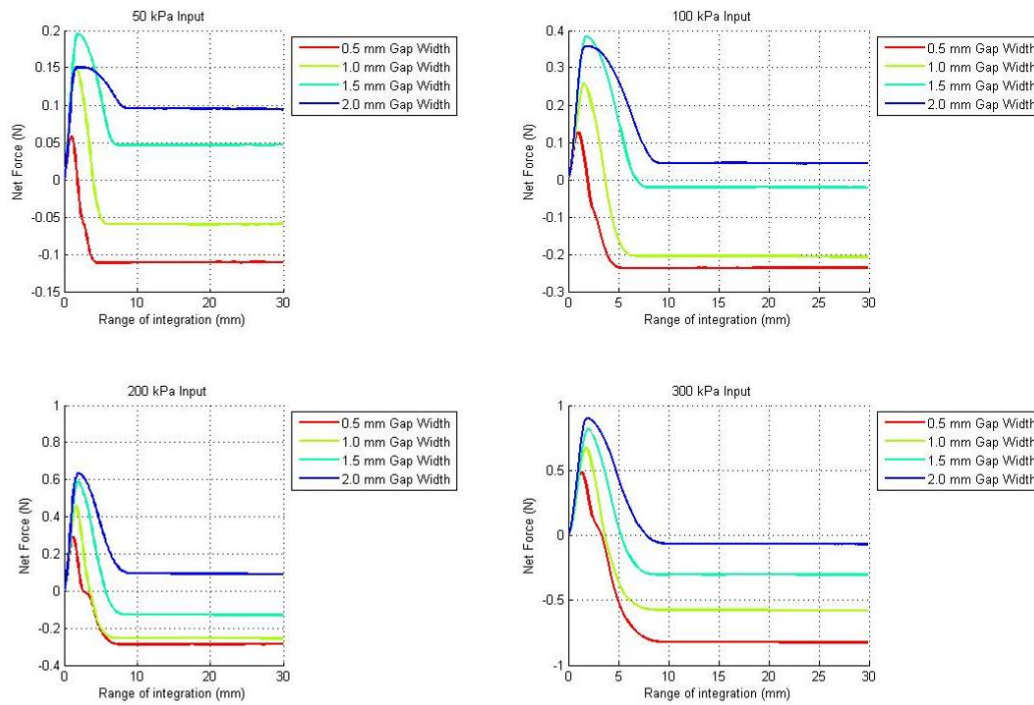 50 kPa Input
0.2
0.15
0.1
0.05
0
-0.05
-0.1
-0.15
Net Force (N)
0
10
20
30
Range of integration (mm)
0.5 mm Gap Width
1.0 mm Gap Width
1.5 mm Gap Width
2.0 mm Gap Width
100 kPa Input
0.4
0.3
0.2
0.1
0
-0.1
-0.2
-0.3
Net Force (N)
0
5
10
15
20
25
30
Range of integration (mm)
0.5 mm Gap Width
1.0 mm Gap Width
1.5 mm Gap Width
2.0 mm Gap Width
200 kPa Input
1
0.8
0.6
0.4
0.2
0
-0.2
-0.4
Net Force (N)
0
10
20
30
Range of integration (mm)
0.5 mm Gap Width
1.0 mm Gap Width
1.5 mm Gap Width
2.0 mm Gap Width
300 kPa Input
1
0.5
0
-0.5
-1
Net Force (N)
0
5
10
15
20
25
30
Range of integration (mm)
0.5 mm Gap Width
1.0 mm Gap Width
1.5 mm Gap Width
2.0 mm Gap Width